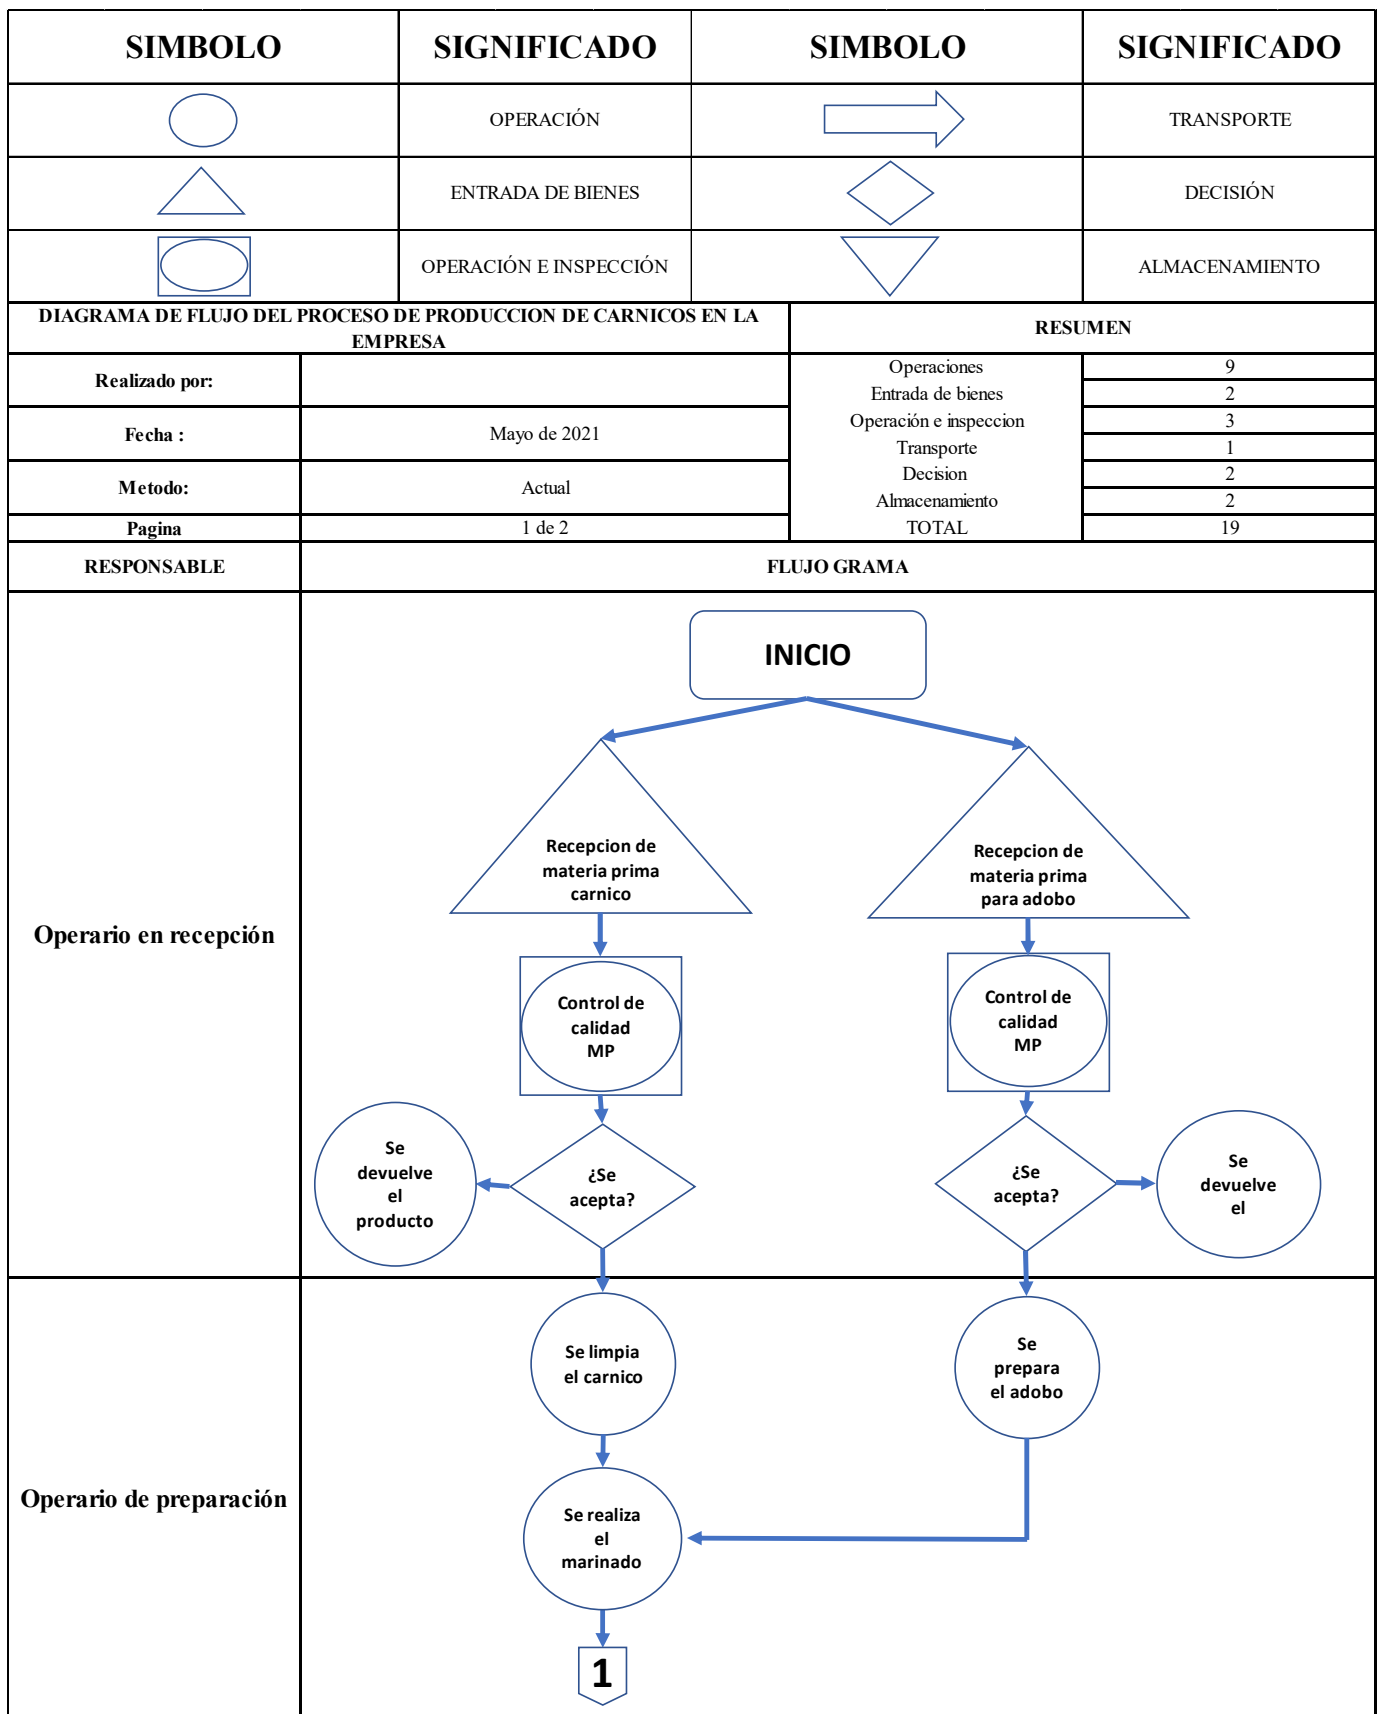 SIMBOLO SIGNIFICADO SIMBOLO SIGNIFICADO
OPERACIÓN TRANSPORTE
ENTRADA DE BIENES DECISIÓN
OPERACIÓN E INSPECCIÓN ALMACENAMIENTO
DIAGRAMA DE FLUJO DEL PROCESO DE PRODUCCION DE CARNICOS EN LA
EMPRESA
RESUMEN
Realizado por:
Fecha : Mayo de 2021
Metodo: Actual
Pagina 1 de 2
Operaciones 9
Entrada de bienes 2
Operación e inspeccion 3
Transporte 1
Decision 2
Almacenamiento 2
TOTAL 19
RESPONSABLE FLUJO GRAMA
Operario en recepción
INICIO
Recepcion de
materia prima
carnico
Recepcion de
materia prima
para adobo
Control de
calidad
MP
Control de
calidad
MP
Se
devuelve
el
producto
¿Se
acepta?
¿Se
acepta?
Se
devuelve
el
Operario de preparación
Se limpia
el carnico
Se
prepara
el adobo
Se realiza
el
marinado
1